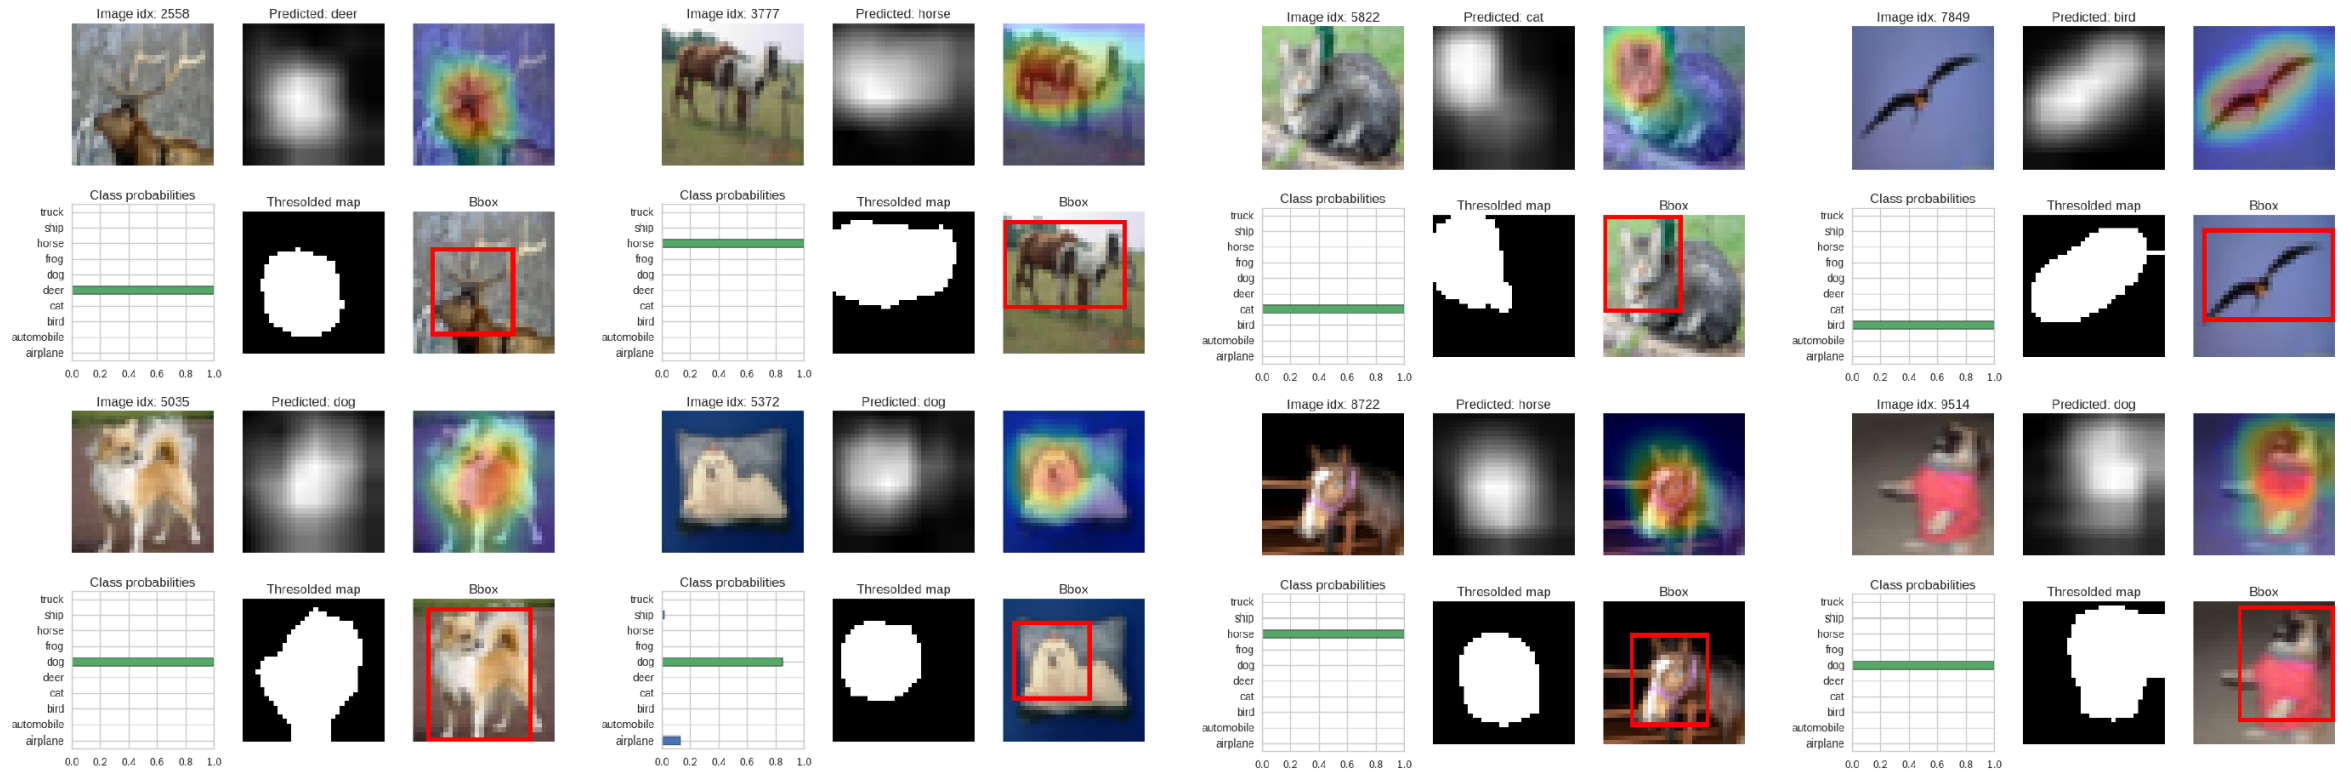 Image idx: 2558
Predicted: deer
Class probabilities
truck
ship
horse
frog
dog
deer
cat
bird
automobile
airplane
0.0 0.2 0.4 0.6 0.8 1.0
Thresolded map
Bbox
Image idx: 3777
Predicted: horse
Class probabilities
truck
ship
horse
frog
dog
deer
cat
bird
automobile
airplane
0.0 0.2 0.4 0.6 0.8 1.0
Thresolded map
Bbox
Image idx: 5822
Predicted: cat
Class probabilities
truck
ship
horse
frog
dog
deer
cat
bird
automobile
airplane
0.0 0.2 0.4 0.6 0.8 1.0
Thresolded map
Bbox
Image idx: 7849
Predicted: bird
Class probabilities
truck
ship
horse
frog
dog
deer
cat
bird
automobile
airplane
0.0 0.2 0.4 0.6 0.8 1.0
Thresolded map
Bbox
Image idx: 5035
Predicted: dog
Class probabilities
truck
ship
horse
frog
dog
deer
cat
bird
automobile
airplane
0.0 0.2 0.4 0.6 0.8 1.0
Thresolded map
Bbox
Image idx: 5372
Predicted: dog
Class probabilities
truck
ship
horse
frog
dog
deer
cat
bird
automobile
airplane
0.0 0.2 0.4 0.6 0.8 1.0
Thresolded map
Bbox
Image idx: 8722
Predicted: horse
Class probabilities
truck
ship
horse
frog
dog
deer
cat
bird
automobile
airplane
0.0 0.2 0.4 0.6 0.8 1.0
Thresolded map
Bbox
Image idx: 9514
Predicted: dog
Class probabilities
truck
ship
horse
frog
dog
deer
cat
bird
automobile
airplane
0.0 0.2 0.4 0.6 0.8 1.0
Thresolded map
Bbox